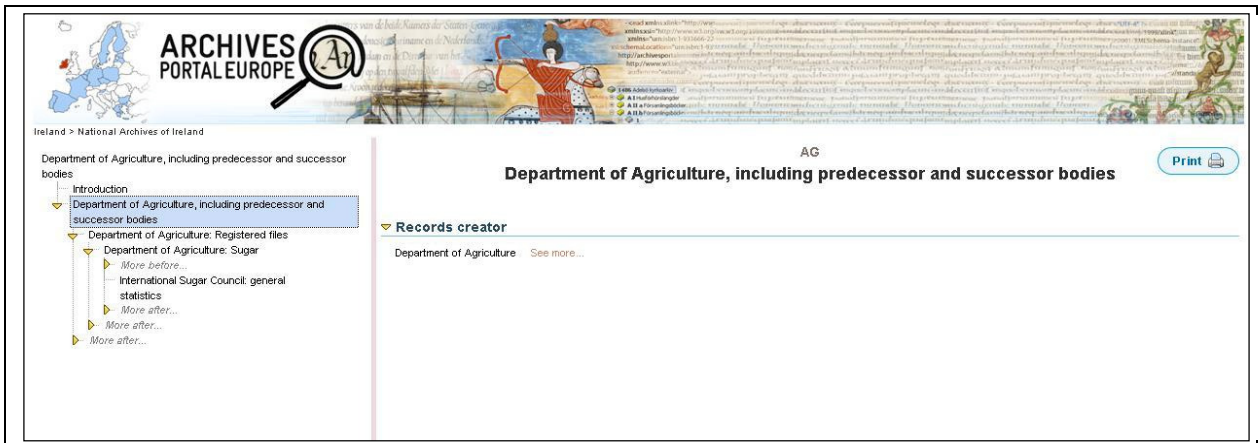 ARCHIVES
PORTAL EUROPE
Ireland > National Archives of Ireland
Department of Agriculture, including predecessor and successor
bodies
Introduction
Department of Agriculture, including predecessor and
successor bodies
Department of Agriculture: Registered files
Department of Agriculture: Sugar
More before...
International Sugar Council: general
statistics
More after...
More after...
More after...
AG
Department of Agriculture, including predecessor and successor bodies
Print
Records creator
Department of Agriculture See more...